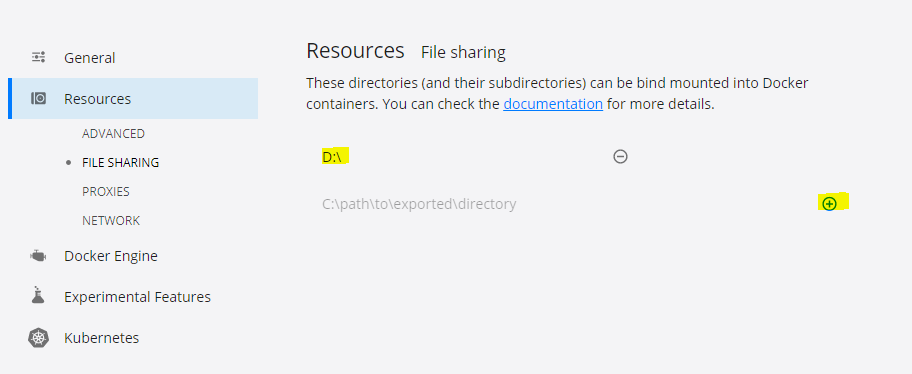 General
Resources
ADVANCED
FILE SHARING
PROXIES
NETWORK
Docker Engine
Experimental Features
Kubernetes
Resources File sharing
These directories (and their subdirectories) can be bind mounted into Docker
containers. You can check the documentation for more details.
D:\
C:\path\to\exported\directory